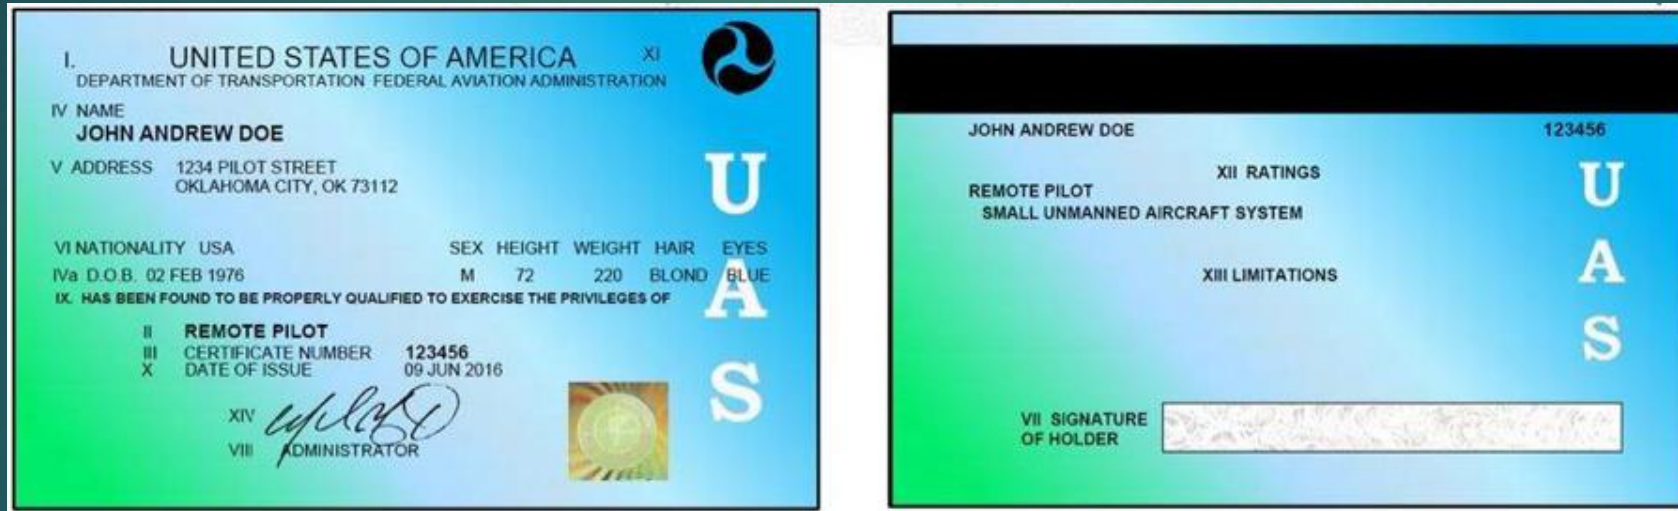 I. UNITED STATES OF AMERICA XI
DEPARTMENT OF TRANSPORTATION FEDERAL AVIATION ADMINISTRATION
IV NAME
JOHN ANDREW DOE
V ADDRESS 1234 PILOT STREET
OKLAHOMA CITY, OK 73112
VI NATIONALITY USA SEX HEIGHT WEIGHT HAIR EYES
IVa D.O.B. 02 FEB 1976 M 72 220 BLOND BLUE
IX. HAS BEEN FOUND TO BE PROPERLY QUALIFIED TO EXERCISE THE PRIVILEGES OF
II REMOTE PILOT
III CERTIFICATE NUMBER 123456
X DATE OF ISSUE 09 JUN 2016
XIV
VIII ADMINISTRATOR
U
A
S
JOHN ANDREW DOE 123456
XII RATINGS
REMOTE PILOT
SMALL UNMANNED AIRCRAFT SYSTEM
XIII LIMITATIONS
VII SIGNATURE
OF HOLDER
U
A
S